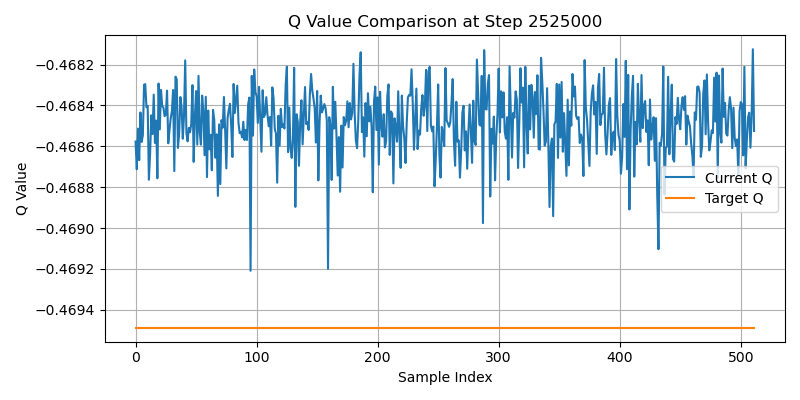 Q Value Comparison at Step 2525000
Q Value
−0.4682
−0.4684
−0.4686
−0.4688
−0.4690
−0.4692
−0.4694
Current Q
Target Q
0 100 200 300 400 500
Sample Index